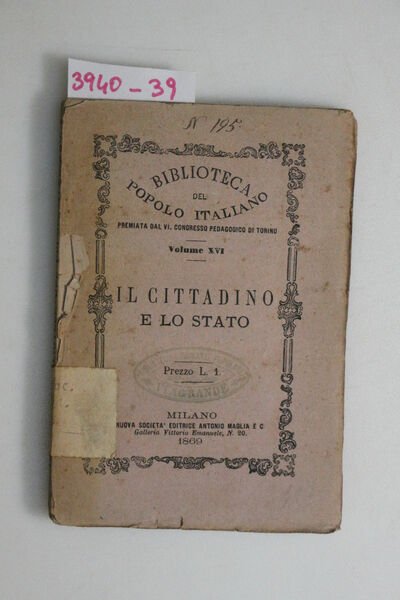 3940-39
N 195.
BIBLIOTECA
DEL
POPOLO ITALIANO
PREMIATA DAL VI. CONGRESSO PEDAGOGICO DI TORINO
Volume XVI
IL CITTADINO
E LO STATO
Prezzo L. 1.
MILANO
NUOVA SOCIETA' EDITRICE ANTONIO MAGLIA E C
Galleria Vittorio Emanuele, N. 20.
1869